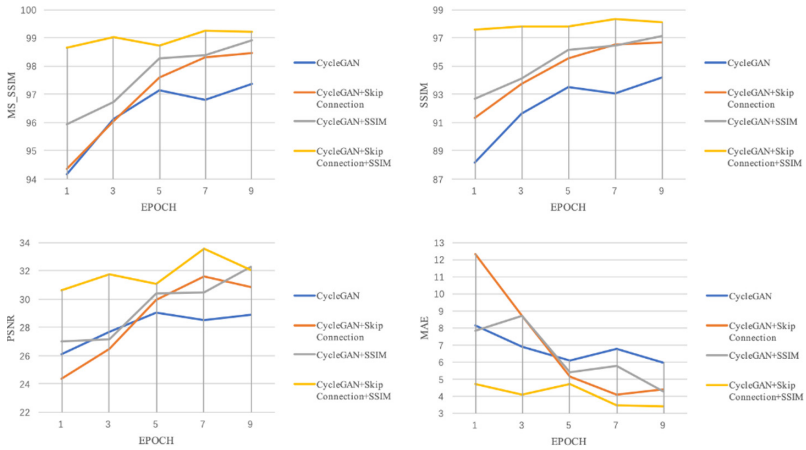 100
99
98
97
96
95
94
MS_SSIM
1 3 5 7 9
EPOCH
CycleGAN
CycleGAN+Skip
Connection
CycleGAN+SSIM
CycleGAN+Skip
Connection+SSIM
99
97
95
93
91
89
87
SSIM
1 3 5 7 9
EPOCH
CycleGAN
CycleGAN+Skip
Connection
CycleGAN+SSIM
CycleGAN+Skip
Connection+SSIM
34
32
30
28
26
24
22
PSNR
1 3 5 7 9
EPOCH
CycleGAN
CycleGAN+Skip
Connection
CycleGAN+SSIM
CycleGAN+Skip
Connection+SSIM
13
12
11
10
9
8
7
6
5
4
3
MAE
1 3 5 7 9
EPOCH
CycleGAN
CycleGAN+Skip
Connection
CycleGAN+SSIM
CycleGAN+Skip
Connection+SSIM